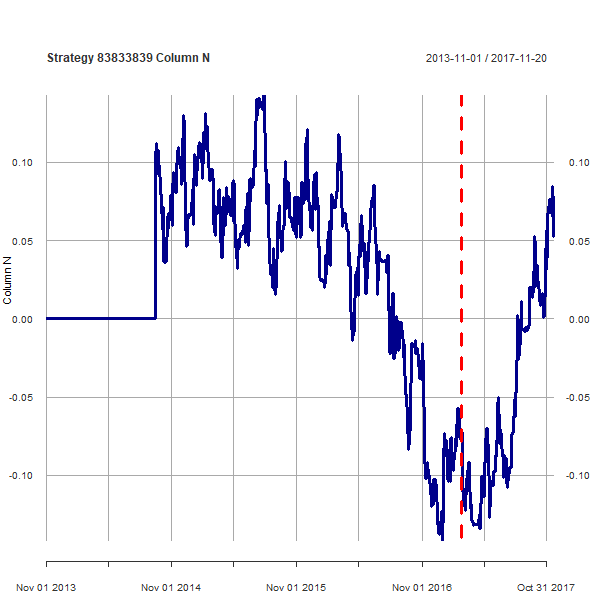 Strategy 83833839 Column N
2013-11-01 / 2017-11-20
0.10
0.10
0.05
0.05
Column N
0.00
0.00
-0.05
-0.05
-0.10
-0.10
Nov 01 2013
Nov 01 2014
Nov 01 2015
Nov 01 2016
Oct 31 2017